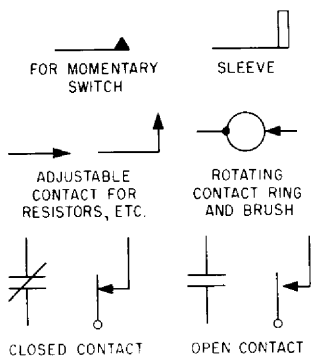 FOR MOMENTARY
SWITCH
SLEEVE
ADJUSTABLE
CONTACT FOR
RESISTORS, ETC.
ROTATING
CONTACT RING
AND BRUSH
CLOSED CONTACT
OPEN CONTACT